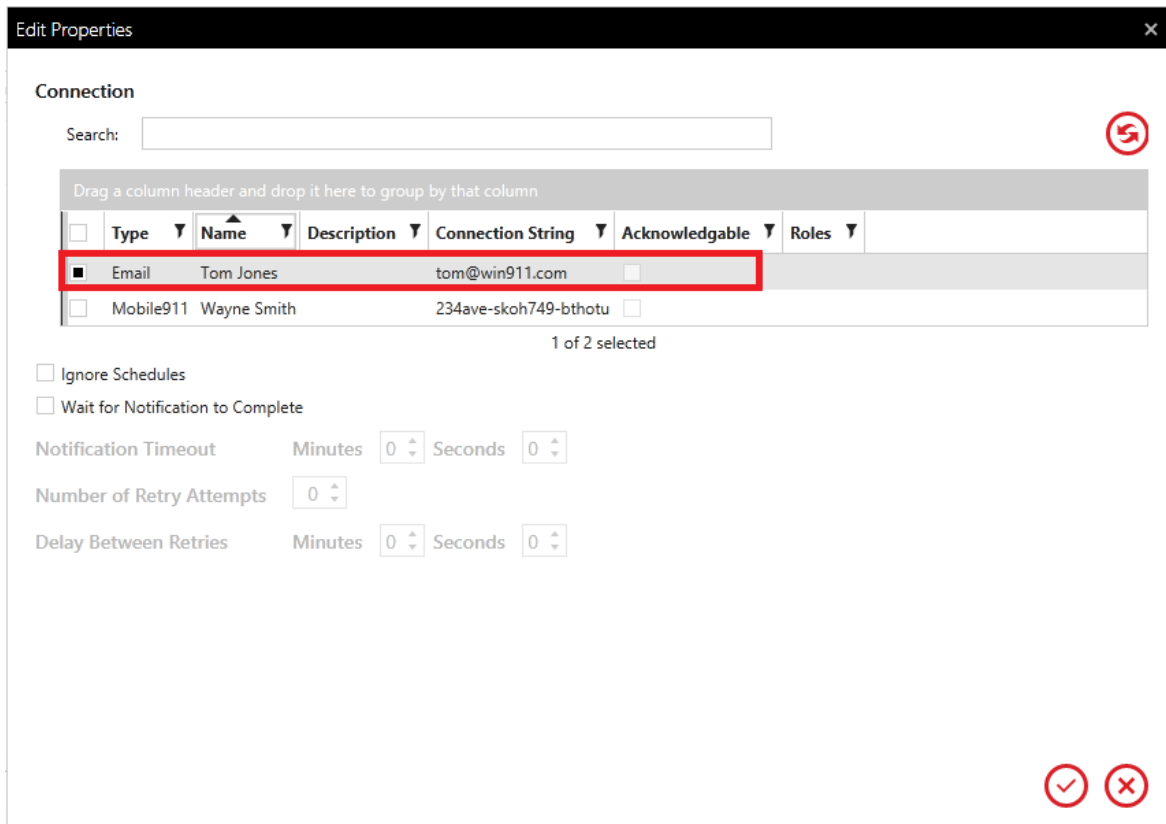 Edit Properties
Connection
Search:
Drag a column header and drop it here to group by that column
Type Name Description Connection String Acknowledgable Roles
Email Tom Jones tom@win911.com
Mobile911 Wayne Smith 234ave-skoh749-bthotu
1 of 2 selected
Ignore Schedules
Wait for Notification to Complete
Notification Timeout Minutes 0 Seconds 0
Number of Retry Attempts 0
Delay Between Retries Minutes 0 Seconds 0